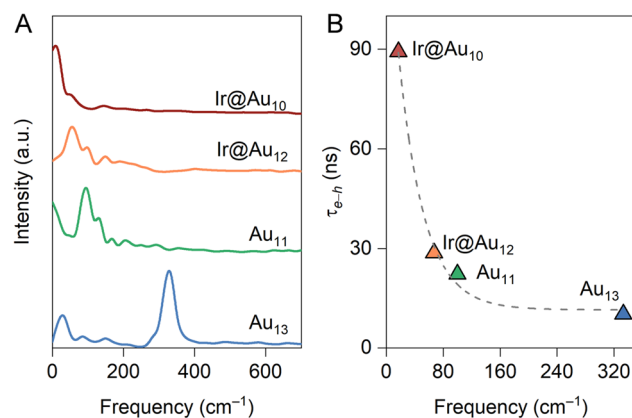 A
Ir@Au₁₀
Ir@Au₁₂
Au₁₁
Au₁₃
Intensity (a.u.)
0 200 400 600
Frequency (cm⁻¹)
B
Ir@Au₁₀
Ir@Au₁₂
Au₁₁
Au₁₃
τₑ₋ₕ (ns)
90
60
30
0
0 80 160 240 320
Frequency (cm⁻¹)